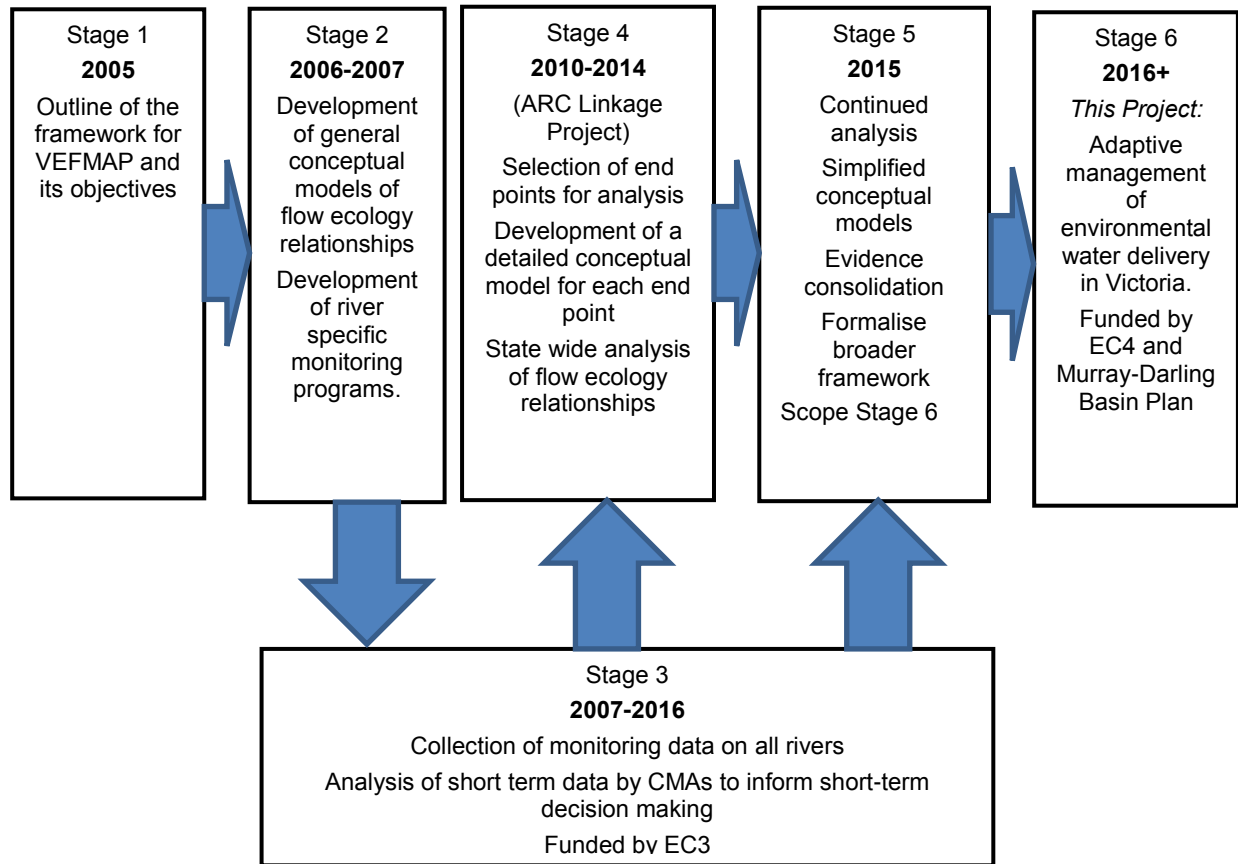 Stage 1
2005
Outline of the
framework for
VEFMAP and
its objectives
Stage 2
2006-2007
Development
of general
conceptual
models of
flow ecology
relationships
Development
of river
specific
monitoring
programs.
Stage 4
2010-2014
(ARC Linkage
Project)
Selection of end
points for analysis
Development of a
detailed conceptual
model for each end
point
State wide analysis
of flow ecology
relationships
Stage 5
2015
Continued
analysis
Simplified
conceptual
models
Evidence
consolidation
Formalise
broader
framework
Scope Stage 6
Stage 6
2016+
This Project:
Adaptive
management
of
environmental
water delivery
in Victoria.
Funded by
EC4 and
Murray-Darling
Basin Plan
Stage 3
2007-2016
Collection of monitoring data on all rivers
Analysis of short term data by CMAs to inform short-term
decision making
Funded by EC3